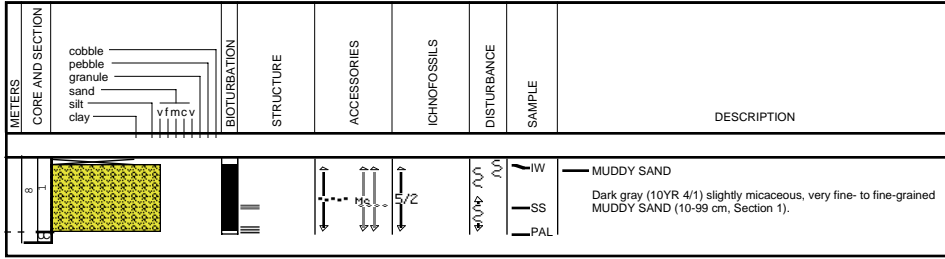 METERS
CORE AND SECTION
cobble
pebble
granule
sand
silt
clay
v f m c v
BIOTURBATION
STRUCTURE
ACCESSORIES
ICHNOFOSSILS
DISTURBANCE
SAMPLE
DESCRIPTION
8
1
Mc
5/2
IW
SS
PAL
MUDDY SAND
Dark gray (10YR 4/1) slightly micaceous, very fine- to fine-grained
MUDDY SAND (10-99 cm, Section 1).